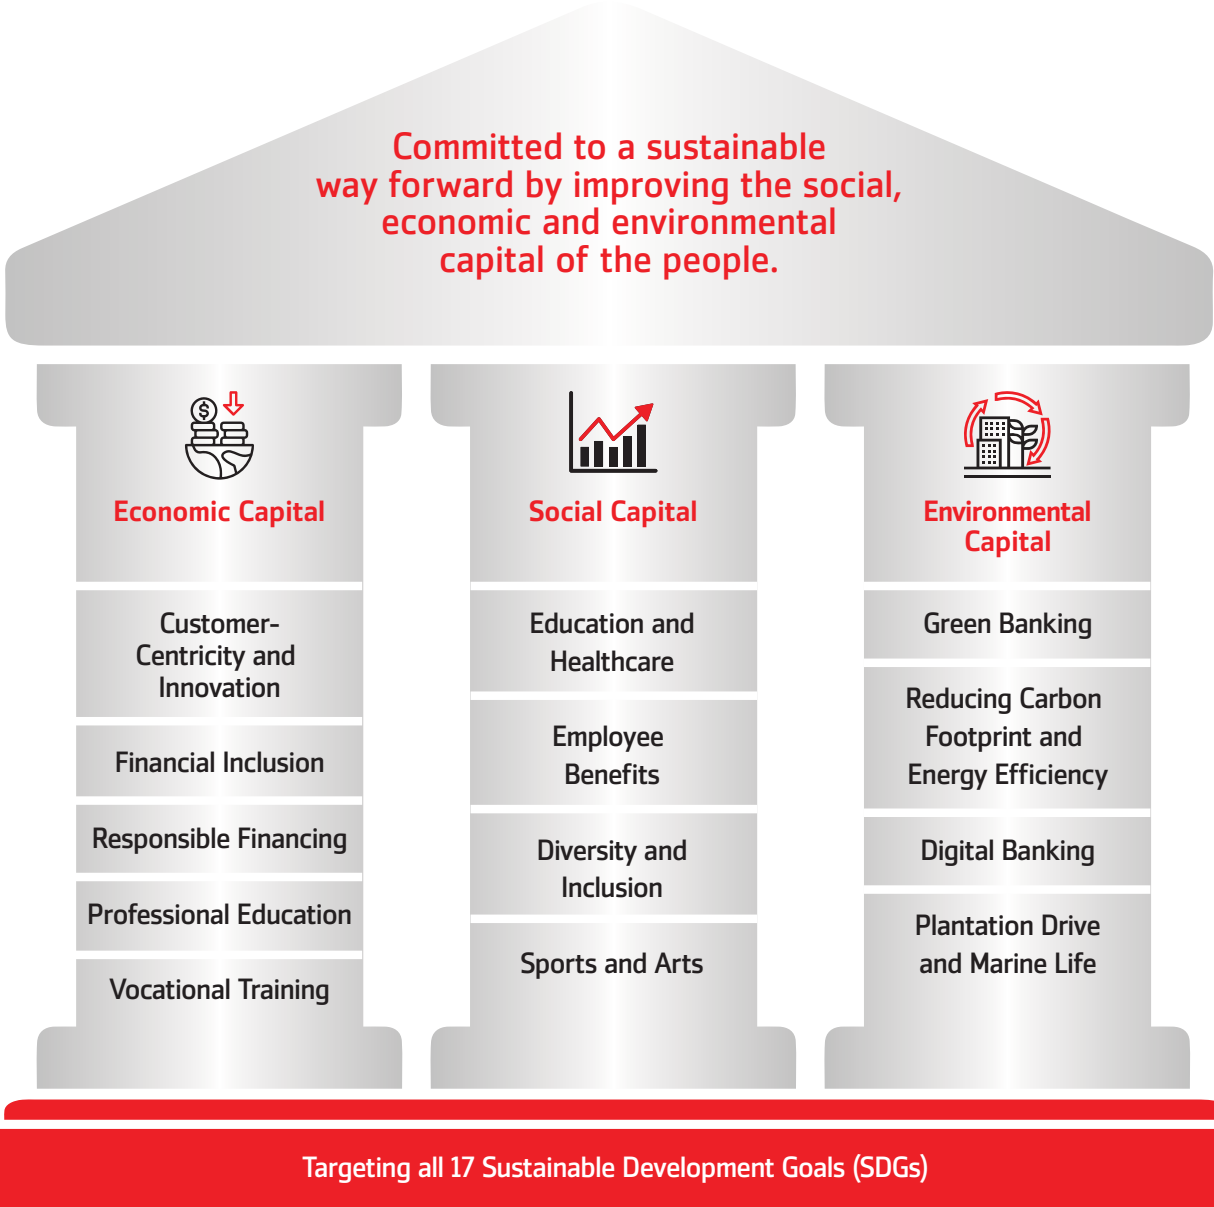 Committed to a sustainable
way forward by improving the social,
economic and environmental
capital of the people.
$
Economic Capital
Customer-
Centricity and
Innovation
Financial Inclusion
Responsible Financing
Professional Education
Vocational Training
Social Capital
Education and
Healthcare
Employee
Benefits
Diversity and
Inclusion
Sports and Arts
Environmental
Capital
Green Banking
Reducing Carbon
Footprint and
Energy Efficiency
Digital Banking
Plantation Drive
and Marine Life
Targeting all 17 Sustainable Development Goals (SDGs)